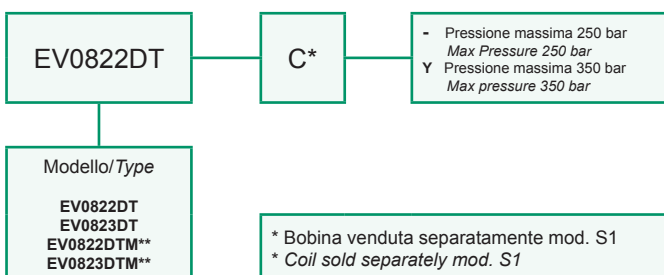 EV0822DT
C*
- Pressione massima 250 bar
Max Pressure 250 bar
Y Pressione massima 350 bar
Max pressure 350 bar
Modello/Type
EV0822DT
EV0823DT
EV0822DTM**
EV0823DTM**
* Bobina venduta separatamente mod. S1
* Coil sold separately mod. S1